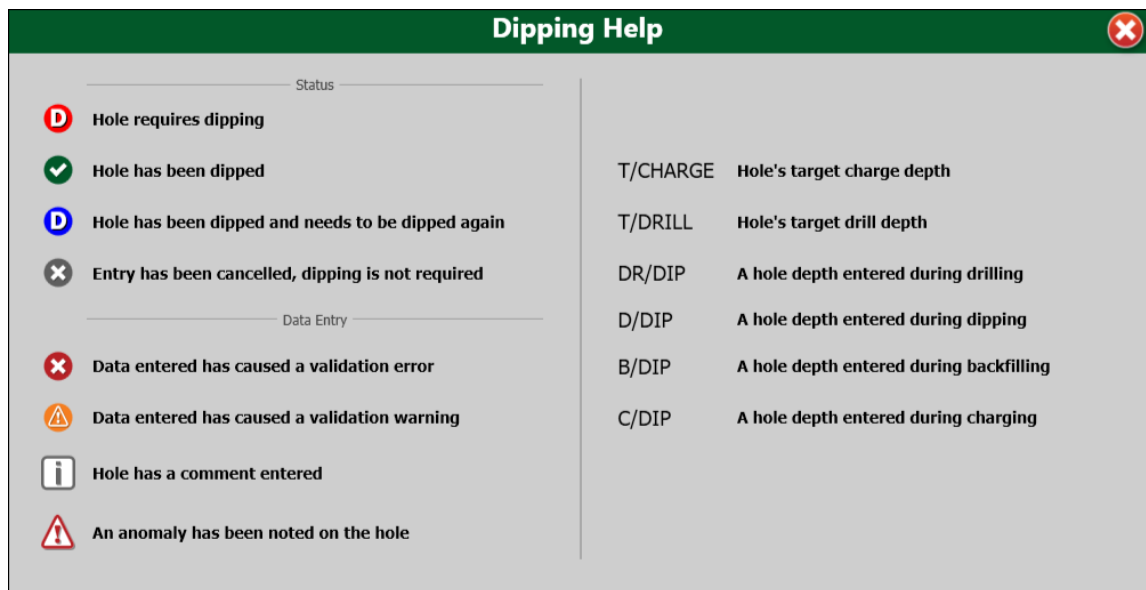 Dipping Help
Status
D Hole requires dipping
Hole has been dipped
D Hole has been dipped and needs to be dipped again
Entry has been cancelled, dipping is not required
Data Entry
Data entered has caused a validation error
Data entered has caused a validation warning
i Hole has a comment entered
An anomaly has been noted on the hole
T/CHARGE Hole's target charge depth
T/DRILL Hole's target drill depth
DR/DIP A hole depth entered during drilling
D/DIP A hole depth entered during dipping
B/DIP A hole depth entered during backfilling
C/DIP A hole depth entered during charging